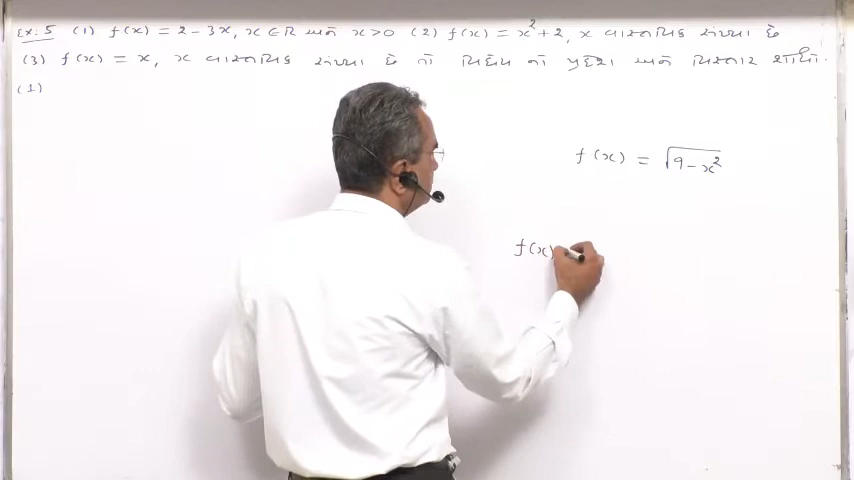 Ex: 5 (1) f(x) = 2 - 3x, x ∈ R અને x > 0 (2) f(x) = x² + 2, x વાસ્તવિક સંખ્યા છે
(3) f(x) = x, x વાસ્તવિક સંખ્યા છે તો વિધેય નો પ્રદેશ અને વિસ્તાર શોધો.
(1)
f(x) = √9 - x²
f(x)